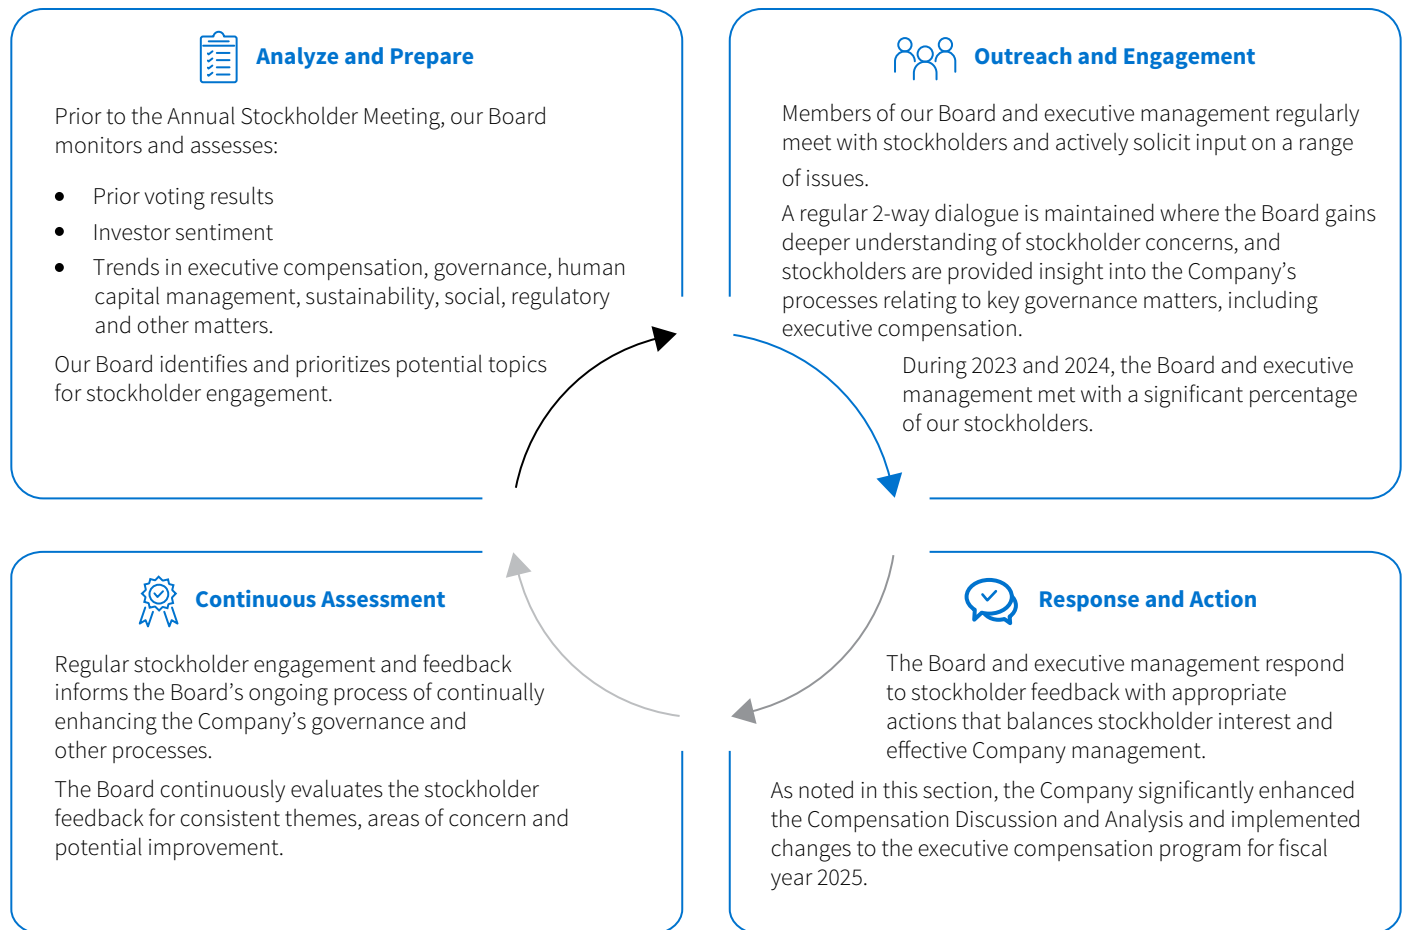 Analyze and Prepare
Prior to the Annual Stockholder Meeting, our Board
monitors and assesses:
• Prior voting results
• Investor sentiment
• Trends in executive compensation, governance, human
capital management, sustainability, social, regulatory
and other matters.
Our Board identifies and prioritizes potential topics
for stockholder engagement.
Outreach and Engagement
Members of our Board and executive management regularly
meet with stockholders and actively solicit input on a range
of issues.
A regular 2-way dialogue is maintained where the Board gains
deeper understanding of stockholder concerns, and
stockholders are provided insight into the Company’s
processes relating to key governance matters, including
executive compensation.
During 2023 and 2024, the Board and executive
management met with a significant percentage
of our stockholders.
Continuous Assessment
Regular stockholder engagement and feedback
informs the Board’s ongoing process of continually
enhancing the Company’s governance and
other processes.
The Board continuously evaluates the stockholder
feedback for consistent themes, areas of concern and
potential improvement.
Response and Action
The Board and executive management respond
to stockholder feedback with appropriate
actions that balances stockholder interest and
effective Company management.
As noted in this section, the Company significantly enhanced
the Compensation Discussion and Analysis and implemented
changes to the executive compensation program for fiscal
year 2025.